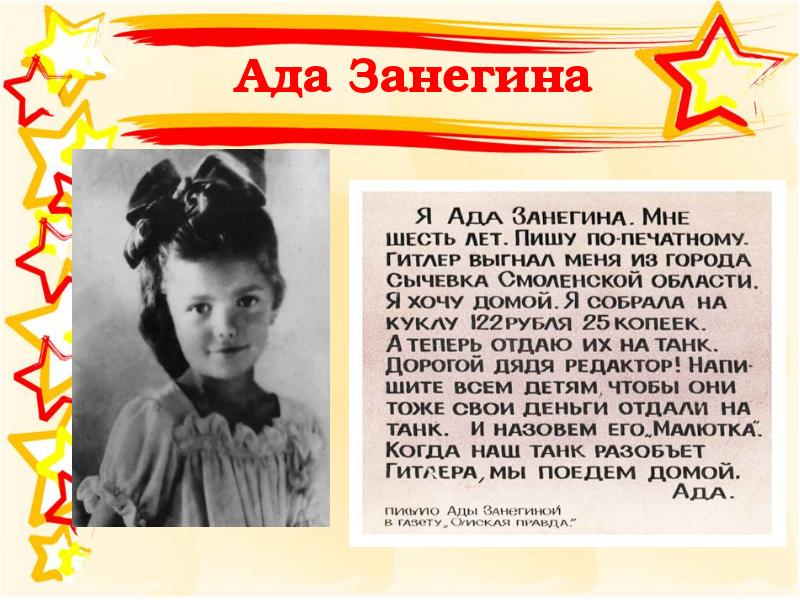 Ада Занегина
Я Ада Занегина. Мне
шесть лет. Пишу по-печатному.
Гитлер выгнал меня из города
Сычевка Смоленской области.
Я хочу домой. Я собрала на
куклу 122 рубля 25 копеек.
А теперь отдаю их на танк.
Дорогой дядя редактор! Напи-
шите всем детям, чтобы они
тоже свои деньги отдали на
танк. И назовем его „Малютка".
Когда наш танк разобъет
Гитлера, мы поедем домой.
Ада.
письмо Ады Занегиной
в газету „Омская правда."